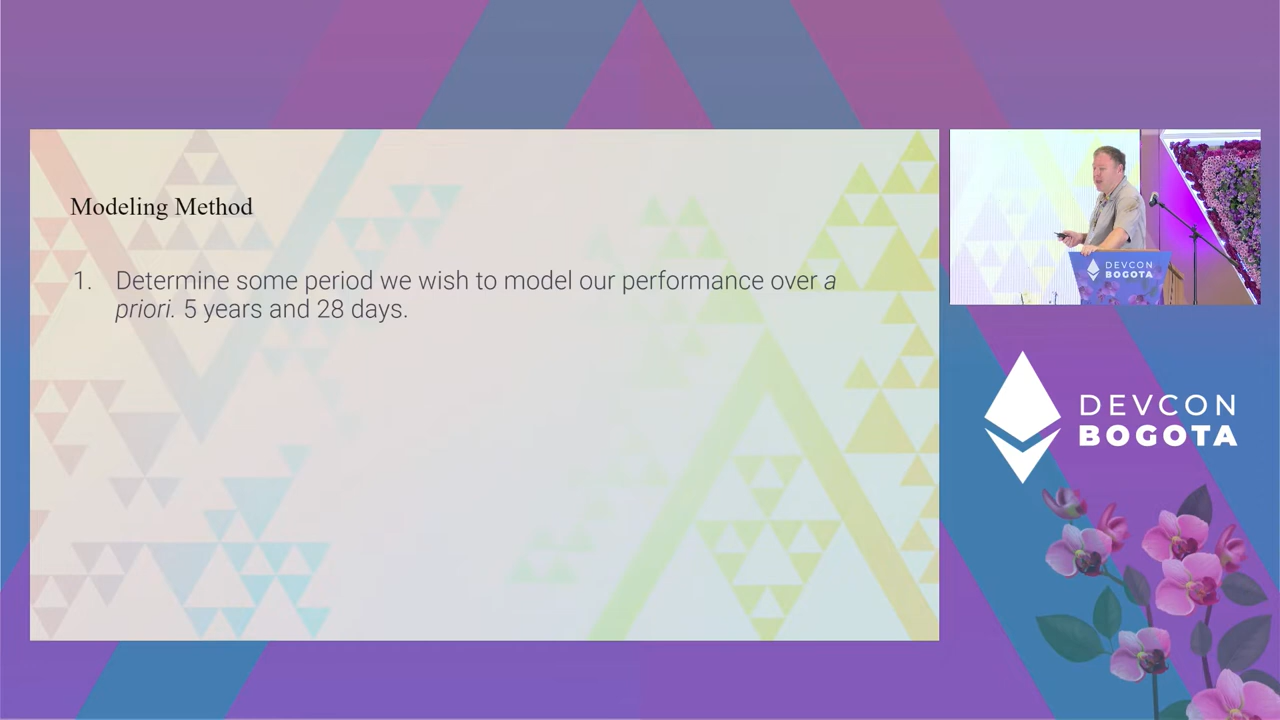 Modeling Method
1. Determine some period we wish to model our performance over a
priori. 5 years and 28 days.
DEVCON
BOGOTA
DEVCON
BOGOTA